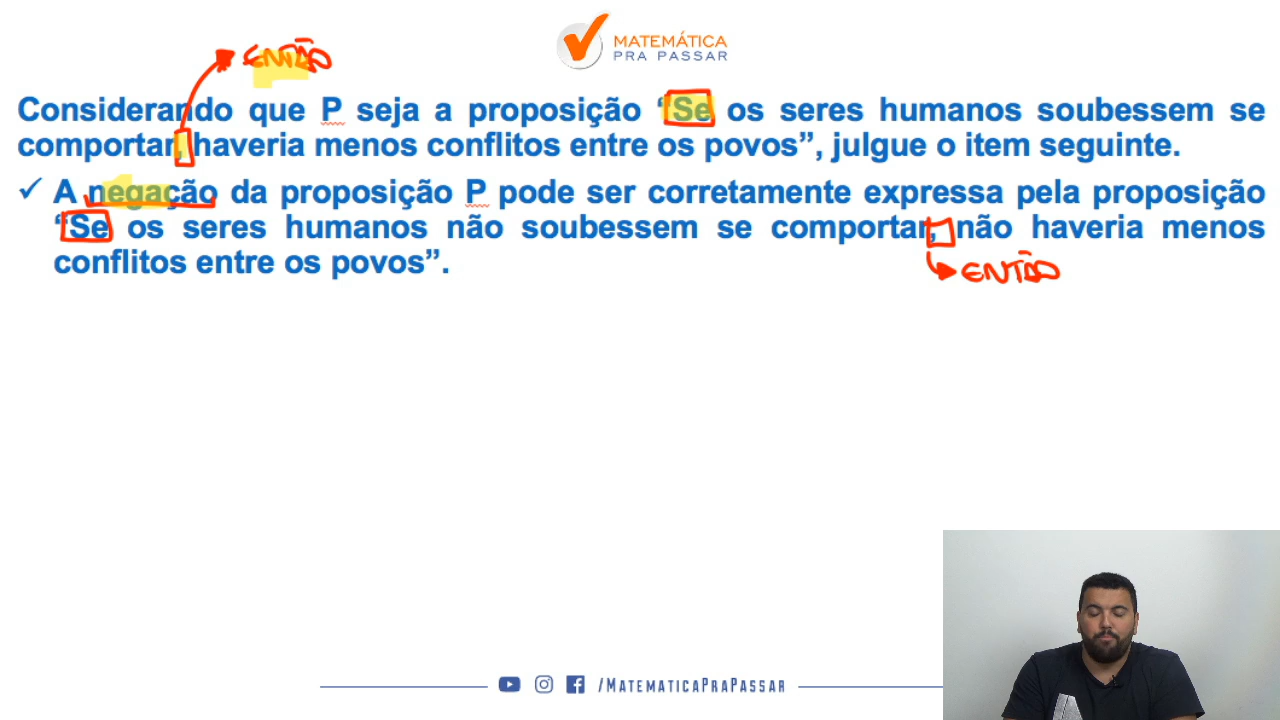 MATEMÁTICA
PRA PASSAR
ENTÃO
Considerando que P seja a proposição “Se os seres humanos soubessem se
comportar, haveria menos conflitos entre os povos”, julgue o item seguinte.
✓ A negação da proposição P pode ser corretamente expressa pela proposição
“Se os seres humanos não soubessem se comportar, não haveria menos
conflitos entre os povos”.
ENTÃO
/MATEMATICAPRAPASSAR